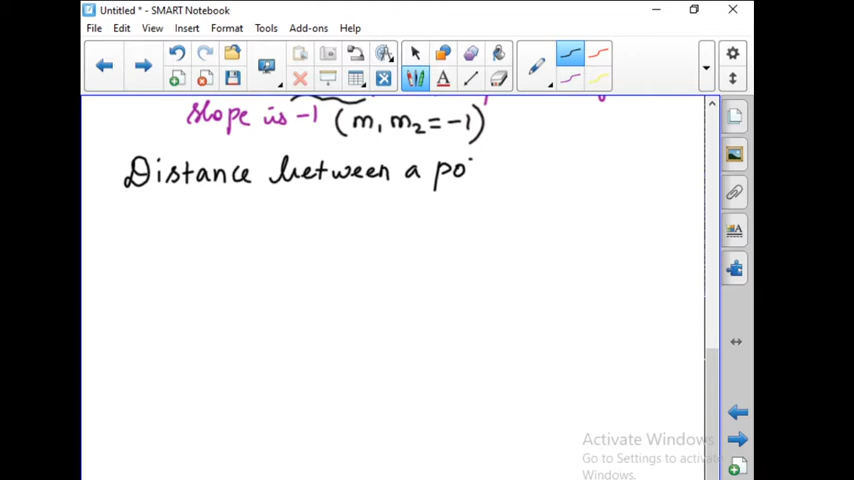 Untitled * - SMART Notebook
File Edit View Insert Format Tools Add-ons Help
slope is -1 (m, m₂ = -1)
Distance between a po
Activate Windows
Go to Settings to activate
Windows.